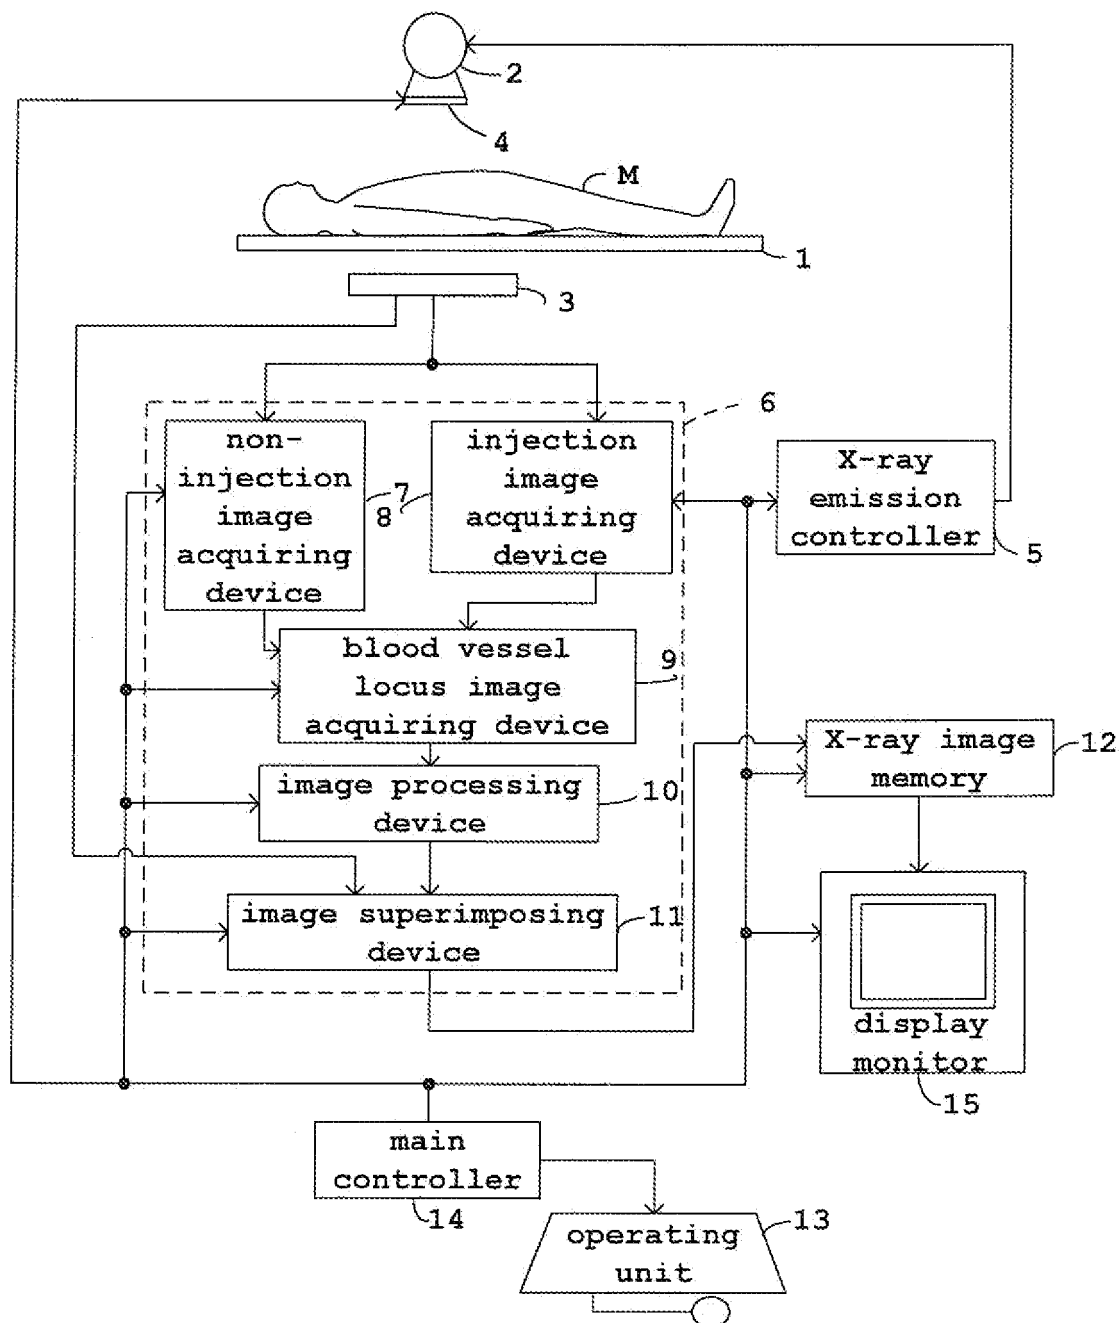 2
4
M
1
3
6
non-
injection
image
acquiring
device
7
8
injection
image
acquiring
device
X-ray
emission
controller
5
blood vessel
locus image
acquiring device
9
X-ray image
memory
12
image processing
device
10
image superimposing
device
11
display
monitor
15
main
controller
14
operating
unit
13